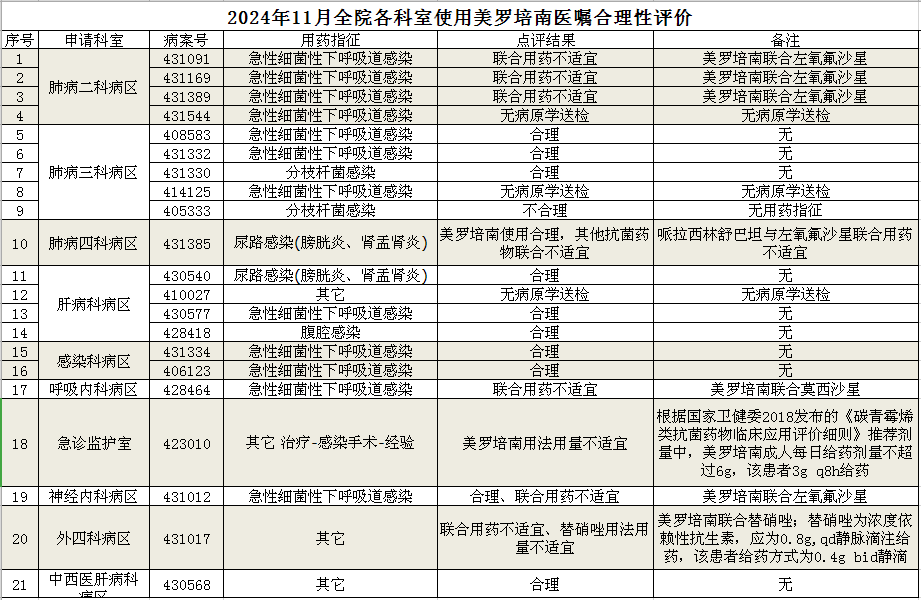 2024年11月全院各科室使用美罗培南医嘱合理性评价
序号 申请科室 病案号 用药指征 点评结果 备注
1 肺病二科病区 431091 急性细菌性下呼吸道感染 联合用药不适宜 美罗培南联合左氧氟沙星
2 431169 急性细菌性下呼吸道感染 联合用药不适宜 美罗培南联合左氧氟沙星
3 431389 急性细菌性下呼吸道感染 联合用药不适宜 美罗培南联合左氧氟沙星
4 431544 急性细菌性下呼吸道感染 无病原学送检 无病原学送检
5 肺病三科病区 408583 急性细菌性下呼吸道感染 合理 无
6 431332 急性细菌性下呼吸道感染 合理 无
7 431330 分枝杆菌感染 合理 无
8 414125 急性细菌性下呼吸道感染 无病原学送检 无病原学送检
9 405333 分枝杆菌感染 不合理 无用药指征
10 肺病四科病区 431385 尿路感染(膀胱炎、肾盂肾炎) 美罗培南使用合理，其他抗菌药
物联合不适宜 哌拉西林舒巴坦与左氧氟沙星联合用药
不适宜
11 肝病科病区 430540 尿路感染(膀胱炎、肾盂肾炎) 合理 无
12 410027 其它 无病原学送检 无病原学送检
13 430577 急性细菌性下呼吸道感染 合理 无
14 428418 腹腔感染 合理 无
15 感染科病区 431334 急性细菌性下呼吸道感染 合理 无
16 406123 急性细菌性下呼吸道感染 合理 无
17 呼吸内科病区 428464 急性细菌性下呼吸道感染 联合用药不适宜 美罗培南联合莫西沙星
18 急诊监护室 423010 其它 治疗-感染手术-经验 美罗培南用法用量不适宜 根据国家卫健委2018发布的《碳青霉烯
类抗菌药物临床应用评价细则》推荐剂
量中，美罗培南成人每日给药剂量不超
过6g，该患者3g q8h给药
19 神经内科病区 431012 急性细菌性下呼吸道感染 合理、联合用药不适宜 美罗培南联合左氧氟沙星
20 外四科病区 431017 其它 联合用药不适宜、替硝唑用法用
量不适宜 美罗培南联合替硝唑；替硝唑为浓度依
赖性抗生素，应为0.8g,qd静脉滴注给
药，该患者给药方式为0.4g bid静滴
21 中西医肝病科
病区 430568 其它 合理 无